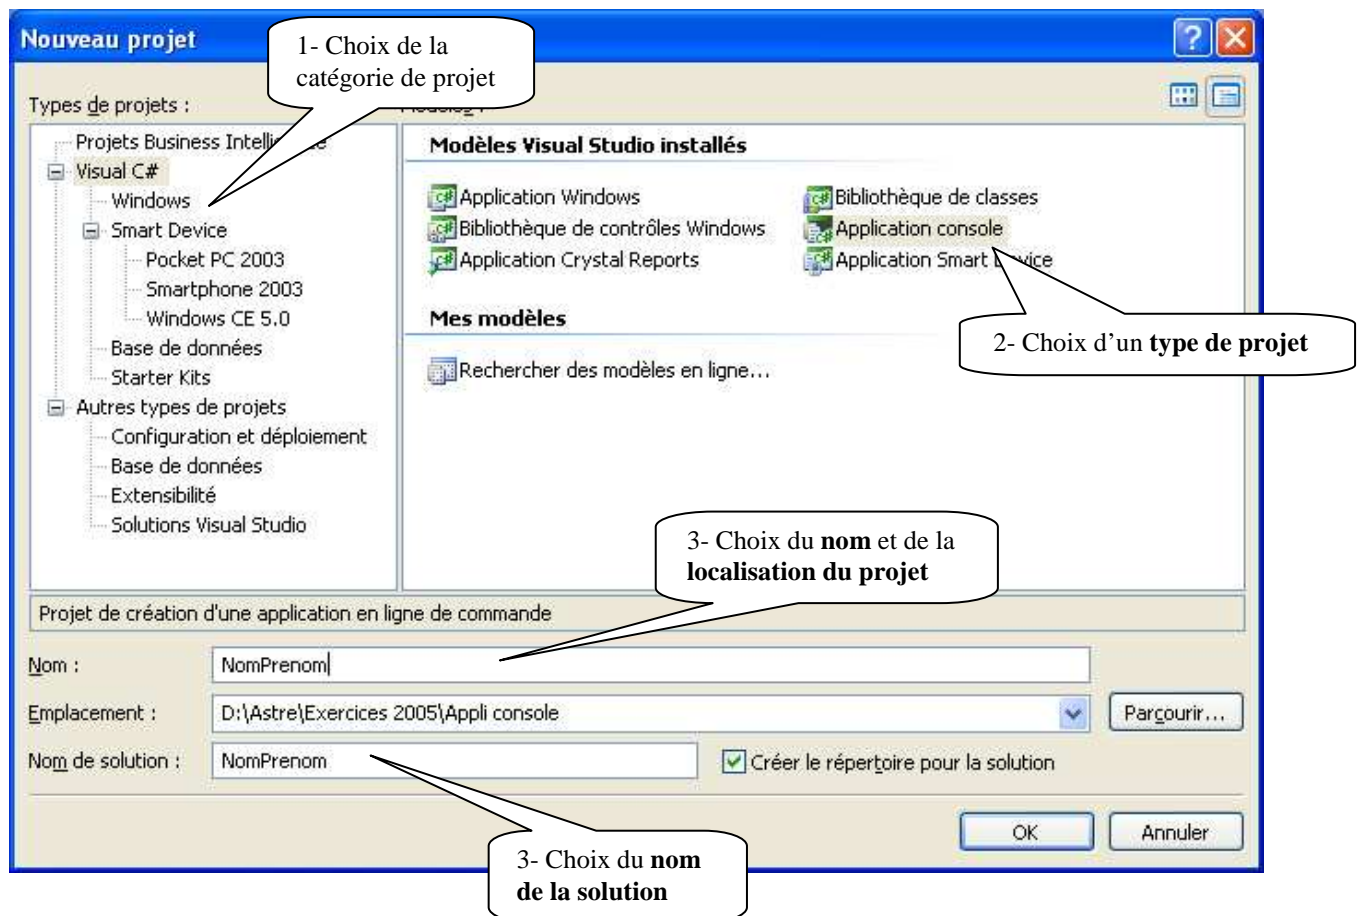 Nouveau projet
1- Choix de la
catégorie de projet
Types de projets :
Projets Business
Visual C#
Windows
Smart Device
Pocket PC 2003
Smartphone 2003
Windows CE 5.0
Base de données
Starter Kits
Autres types de projets
Configuration et déploiement
Base de données
Extensibilité
Solutions Visual Studio
Modèles Visual Studio installés
Application Windows
Bibliothèque de classes
Bibliothèque de contrôles Windows
Application console
Application Crystal Reports
Application Smart Device
Mes modèles
2- Choix d’un type de projet
Rechercher des modèles en ligne...
3- Choix du nom et de la
localisation du projet
Projet de création d'une application en ligne de commande
Nom :
NomPrenom
Emplacement :
D:\Astre\Exercices 2005\Appli console
Parcourir...
Nom de solution :
NomPrenom
Créer le répertoire pour la solution
OK
Annuler
3- Choix du nom
de la solution